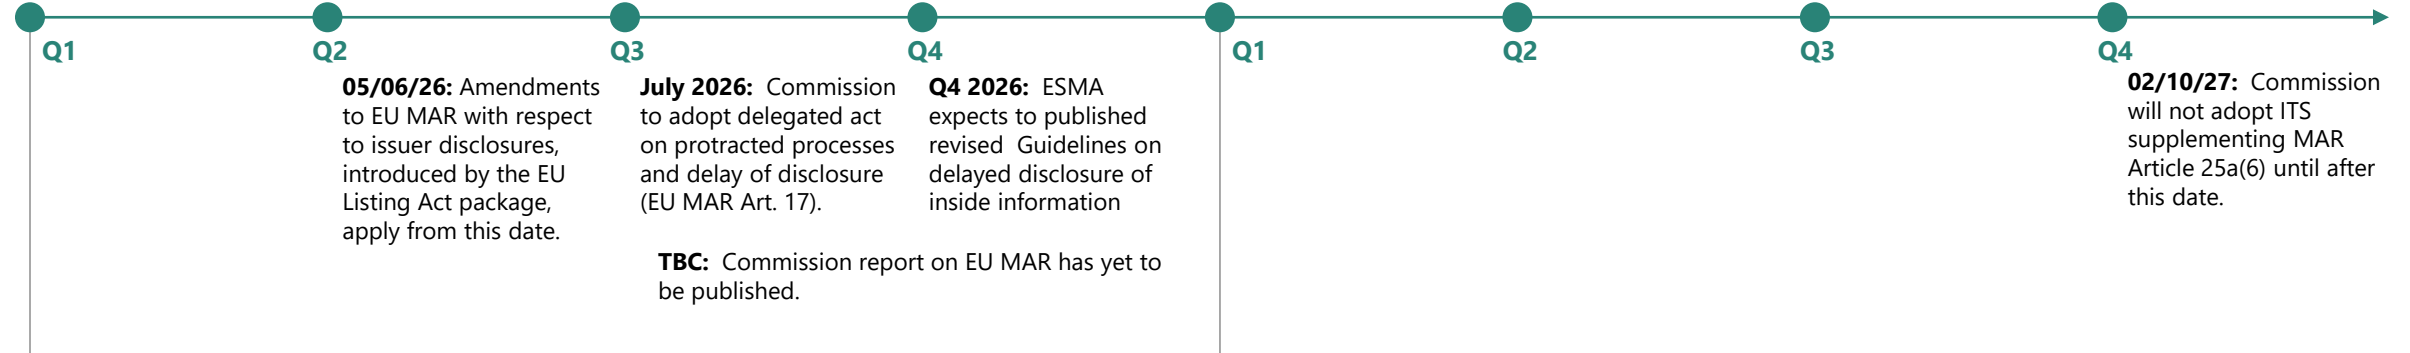 Q1
Q2
Q3
Q4
Q1
Q2
Q3
Q4
05/06/26: Amendments
to EU MAR with respect
to issuer disclosures,
introduced by the EU
Listing Act package,
apply from this date.
July 2026:  Commission
to adopt delegated act
on protracted processes
and delay of disclosure
(EU MAR Art. 17).
Q4 2026:  ESMA
expects to published
revised  Guidelines on
delayed disclosure of
inside information
TBC:  Commission report on EU MAR has yet to
be published.
02/10/27:  Commission
will not adopt ITS
supplementing MAR
Article 25a(6) until after
this date.